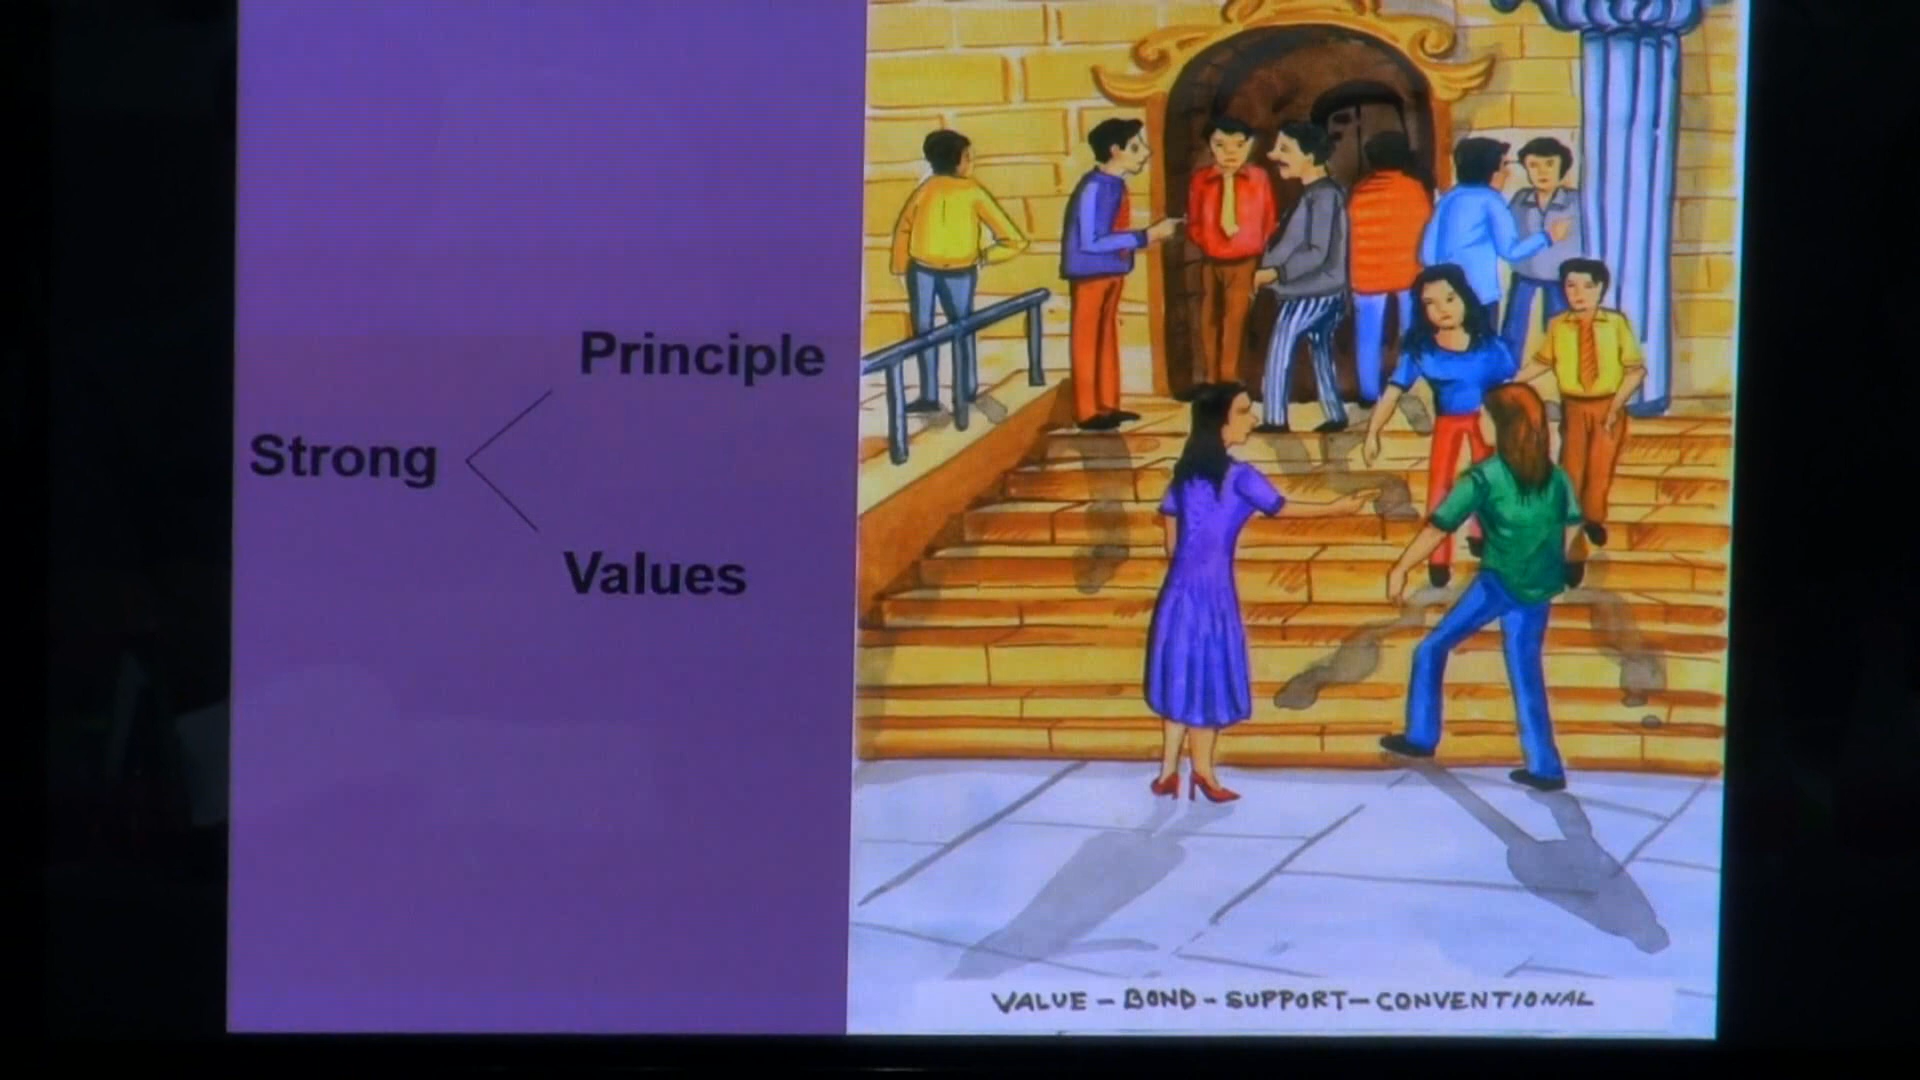 Principle
Strong
Values
VALUE – BOND – SUPPORT – CONVENTIONAL